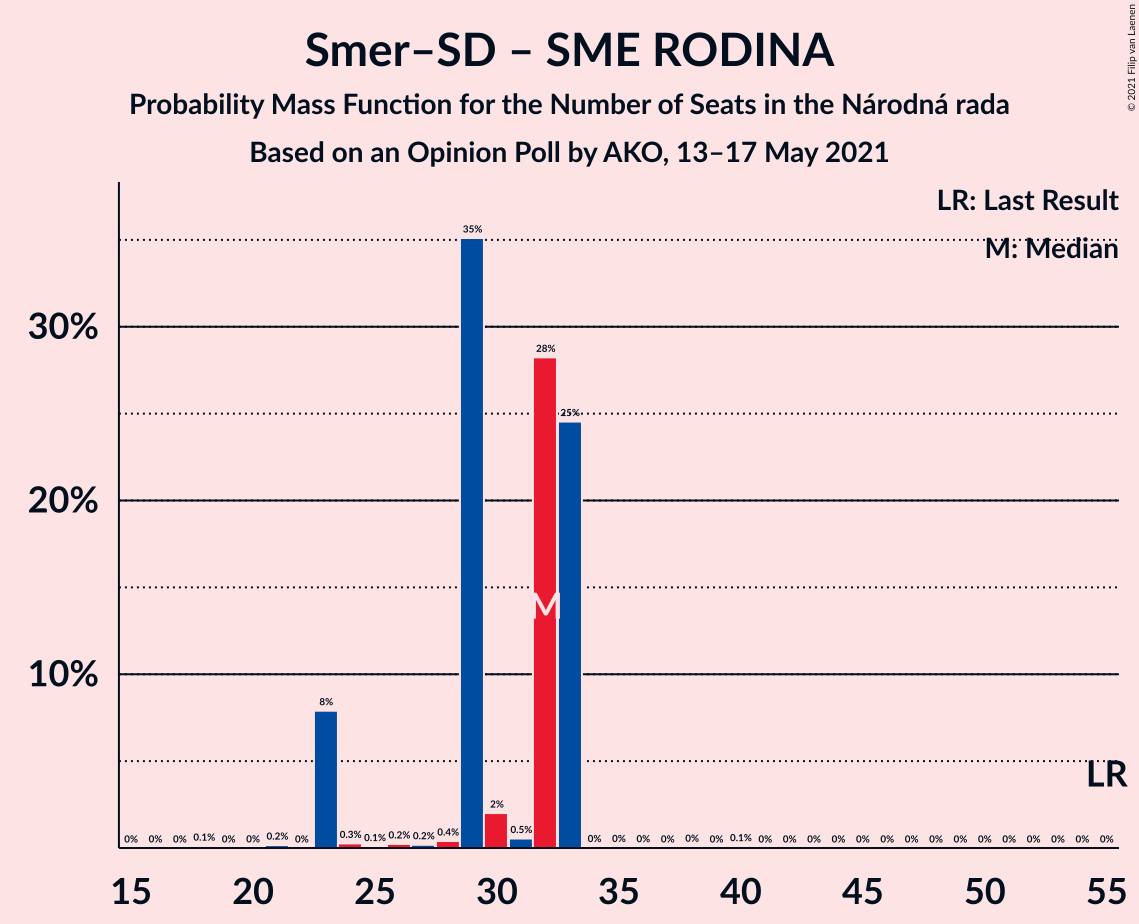 © 2021 Filip van Laenen
Smer–SD – SME RODINA
Probability Mass Function for the Number of Seats in the Národná rada
Based on an Opinion Poll by AKO, 13–17 May 2021
LR: Last Result
M: Median
35%
30%
28%
25%
20%
M
10%
8%
LR
2%
0% 0% 0% 0.1% 0% 0% 0.2% 0% 0.3% 0.1% 0.2% 0.2% 0.4% 0.5% 0% 0% 0% 0% 0% 0% 0.1% 0% 0% 0% 0% 0% 0% 0% 0% 0% 0% 0% 0% 0% 0% 0%
15 20 25 30 35 40 45 50 55